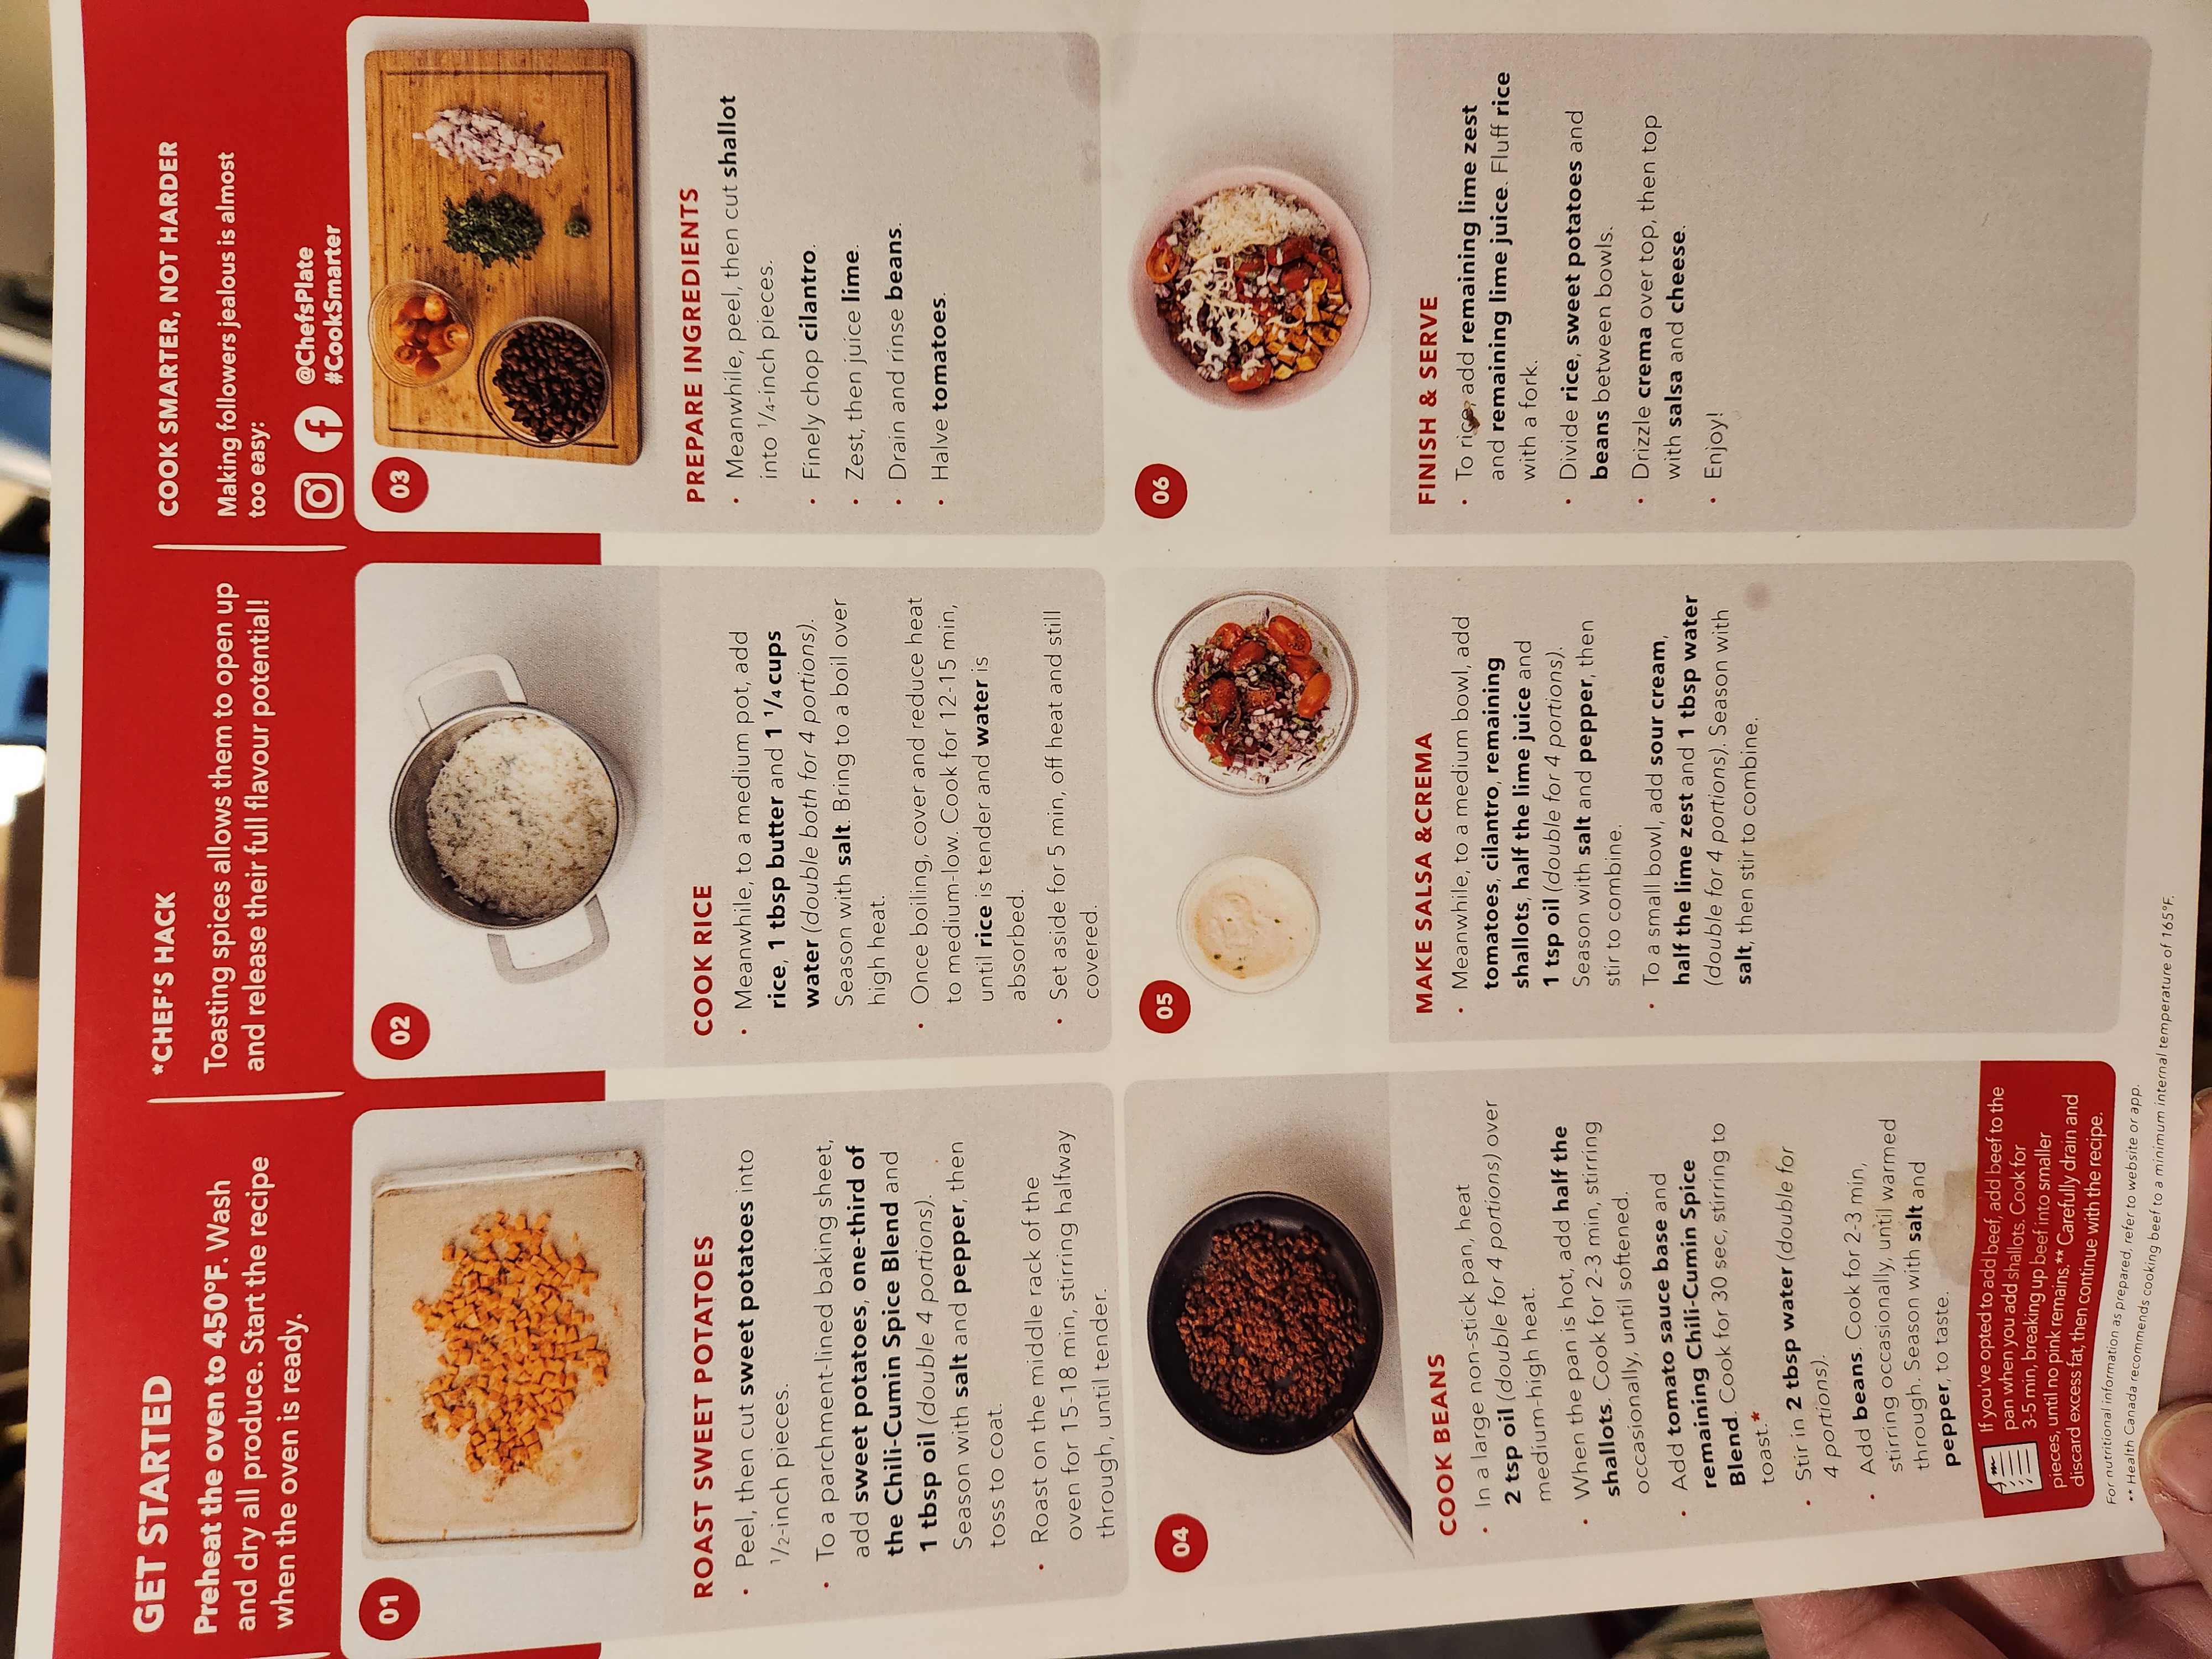 GET STARTED
Preheat the oven to 450°F. Wash
and dry all produce. Start the recipe
when the oven is ready.
*CHEF'S HACK
Toasting spices allows them to open up
and release their full flavour potential!
COOK SMARTER, NOT HARDER
Making followers jealous is almost
too easy:
@ChefsPlate
#CookSmarter
01
ROAST SWEET POTATOES
• Peel, then cut sweet potatoes into
1/2-inch pieces.
• To a parchment-lined baking sheet,
add sweet potatoes, one-third of
the Chili-Cumin Spice Blend and
1 tbsp oil (double 4 portions).
Season with salt and pepper, then
toss to coat.
• Roast on the middle rack of the
oven for 15-18 min, stirring halfway
through, until tender.
02
COOK RICE
• Meanwhile, to a medium pot, add
rice, 1 tbsp butter and 1 1/4 cups
water (double both for 4 portions).
Season with salt. Bring to a boil over
high heat.
• Once boiling, cover and reduce heat
to medium-low. Cook for 12-15 min,
until rice is tender and water is
absorbed.
• Set aside for 5 min, off heat and still
covered.
03
PREPARE INGREDIENTS
• Meanwhile, peel, then cut shallot
into 1/4-inch pieces.
• Finely chop cilantro.
• Zest, then juice lime.
• Drain and rinse beans.
• Halve tomatoes.
04
COOK BEANS
• In a large non-stick pan, heat
2 tsp oil (double for 4 portions) over
medium-high heat.
• When the pan is hot, add half the
shallots. Cook for 2-3 min, stirring
occasionally, until softened.
• Add tomato sauce base and
remaining Chili-Cumin Spice
Blend. Cook for 30 sec, stirring to
toast.*
• Stir in 2 tbsp water (double for
4 portions).
• Add beans. Cook for 2-3 min,
stirring occasionally, until warmed
through. Season with salt and
pepper, to taste.
If you've opted to add beef, add beef to the
pan when you add shallots. Cook for
3-5 min, breaking up beef into smaller
pieces, until no pink remains.** Carefully drain and
discard excess fat, then continue with the recipe.
05
MAKE SALSA &CREMA
• Meanwhile, to a medium bowl, add
tomatoes, cilantro, remaining
shallots, half the lime juice and
1 tsp oil (double for 4 portions).
Season with salt and pepper, then
stir to combine.
• To a small bowl, add sour cream,
half the lime zest and 1 tbsp water
(double for 4 portions). Season with
salt, then stir to combine.
06
FINISH & SERVE
• To rice, add remaining lime zest
and remaining lime juice. Fluff rice
with a fork.
• Divide rice, sweet potatoes and
beans between bowls.
• Drizzle crema over top, then top
with salsa and cheese.
• Enjoy!
For nutritional information as prepared, refer to website or app.
** Health Canada recommends cooking beef to a minimum internal temperature of 165°F.